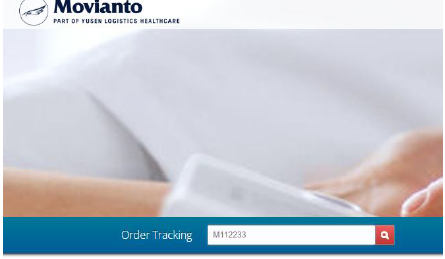 Movianto
PART OF YUSEN LOGISTICS HEALTHCARE
Order Tracking M112233